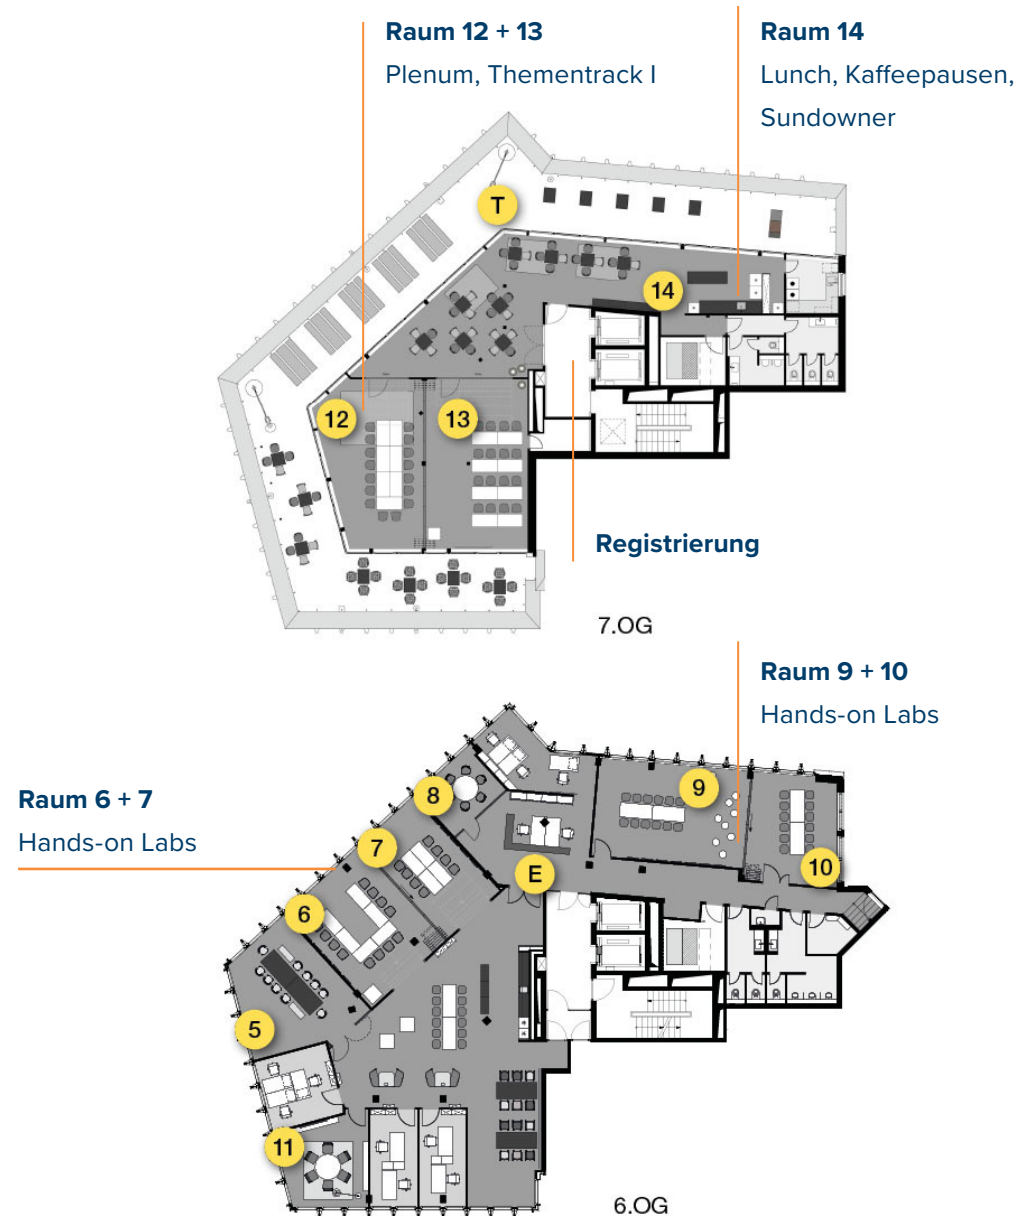 Raum 12 + 13
Plenum, Thementrack I
Raum 14
Lunch, Kaffeepausen,
Sundowner
T
14
12
13
Registrierung
7.OG
Raum 9 + 10
Hands-on Labs
Raum 6 + 7
Hands-on Labs
8
9
7
E
10
6
5
11
6.OG